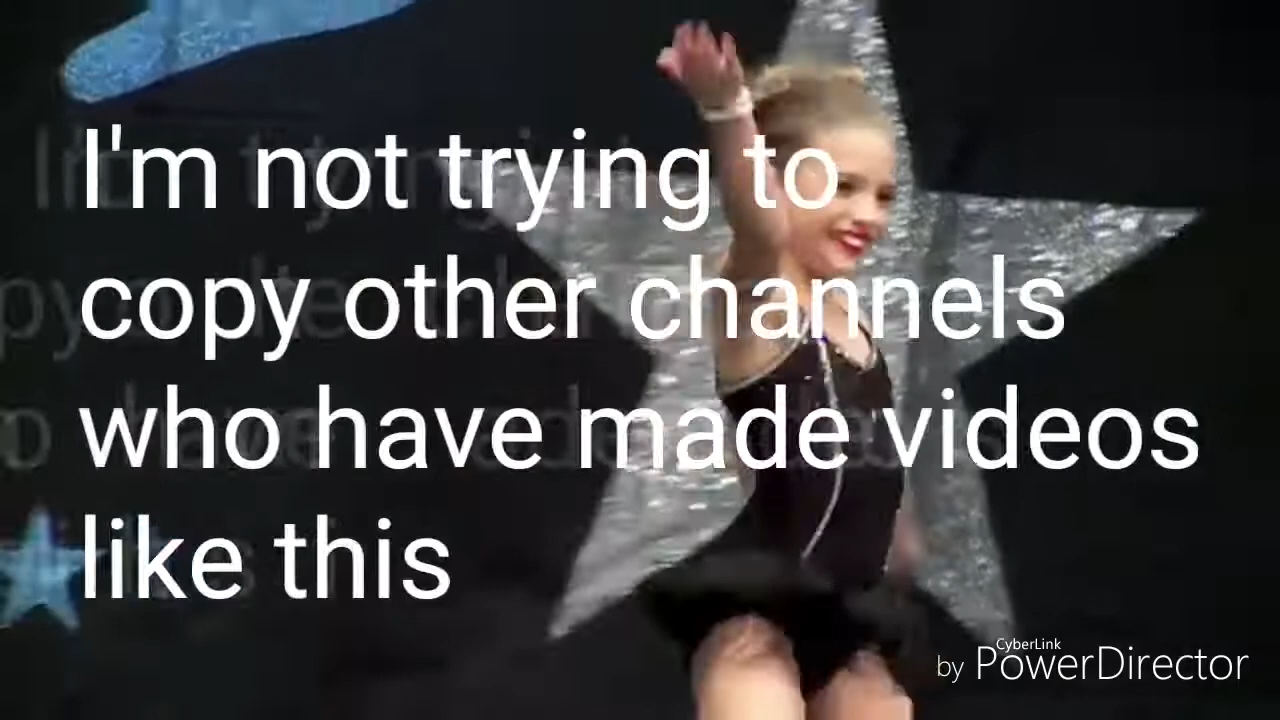 I'm not trying to
copy other channels
who have made videos
like this
CyberLink
by PowerDirector